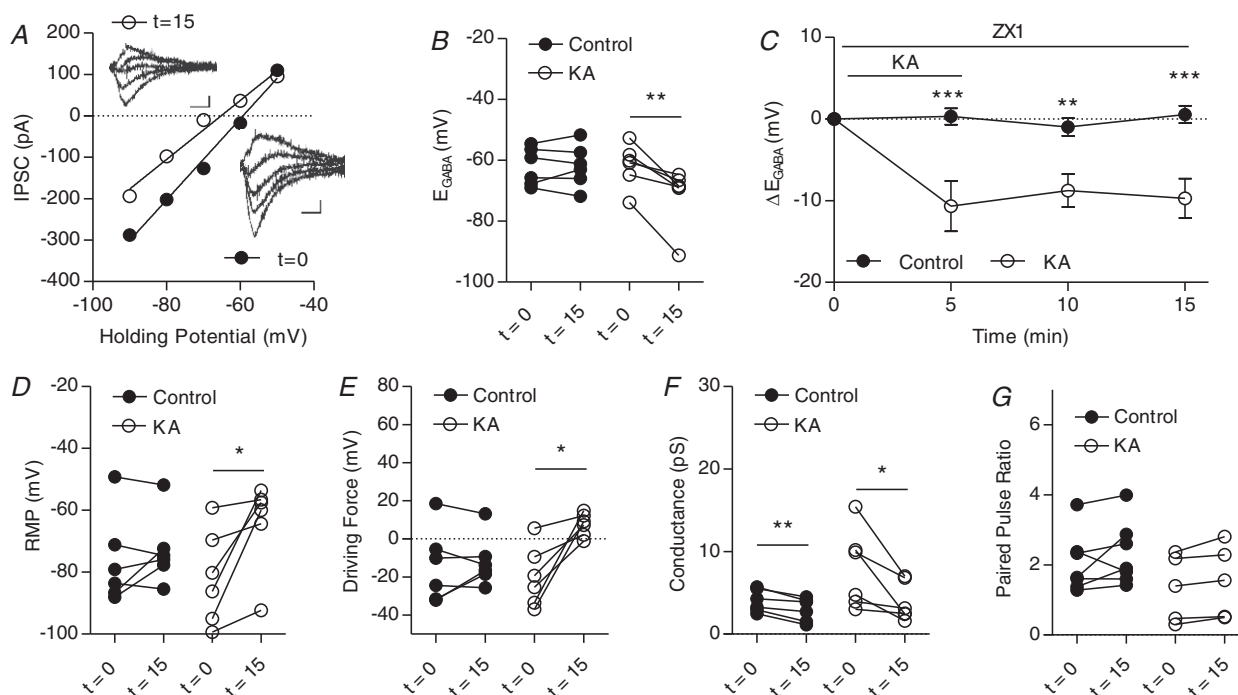 A
t=15
200
100
0
-100
-200
-300
-400
IPSC (pA)
t=0
-100 -80 -60 -40
Holding Potential (mV)
B
-20
-40
-60
-80
-100
E_GABA (mV)
Control
KA
**
t = 0 t = 15 t = 0 t = 15
C
10
0
-10
-20
ΔE_GABA (mV)
ZX1
KA
*** ** ***
Control KA
0 5 10 15
Time (min)
D
-20
-40
-60
-80
-100
RMP (mV)
Control
KA
*
t = 0 t = 15 t = 0 t = 15
E
80
60
40
20
0
-20
-40
Driving Force (mV)
Control
KA
*
t = 0 t = 15 t = 0 t = 15
F
30
20
10
0
Conductance (pS)
Control
KA
*
**
t = 0 t = 15 t = 0 t = 15
G
6
4
2
0
Paired Pulse Ratio
Control
KA
t = 0 t = 15 t = 0 t = 15